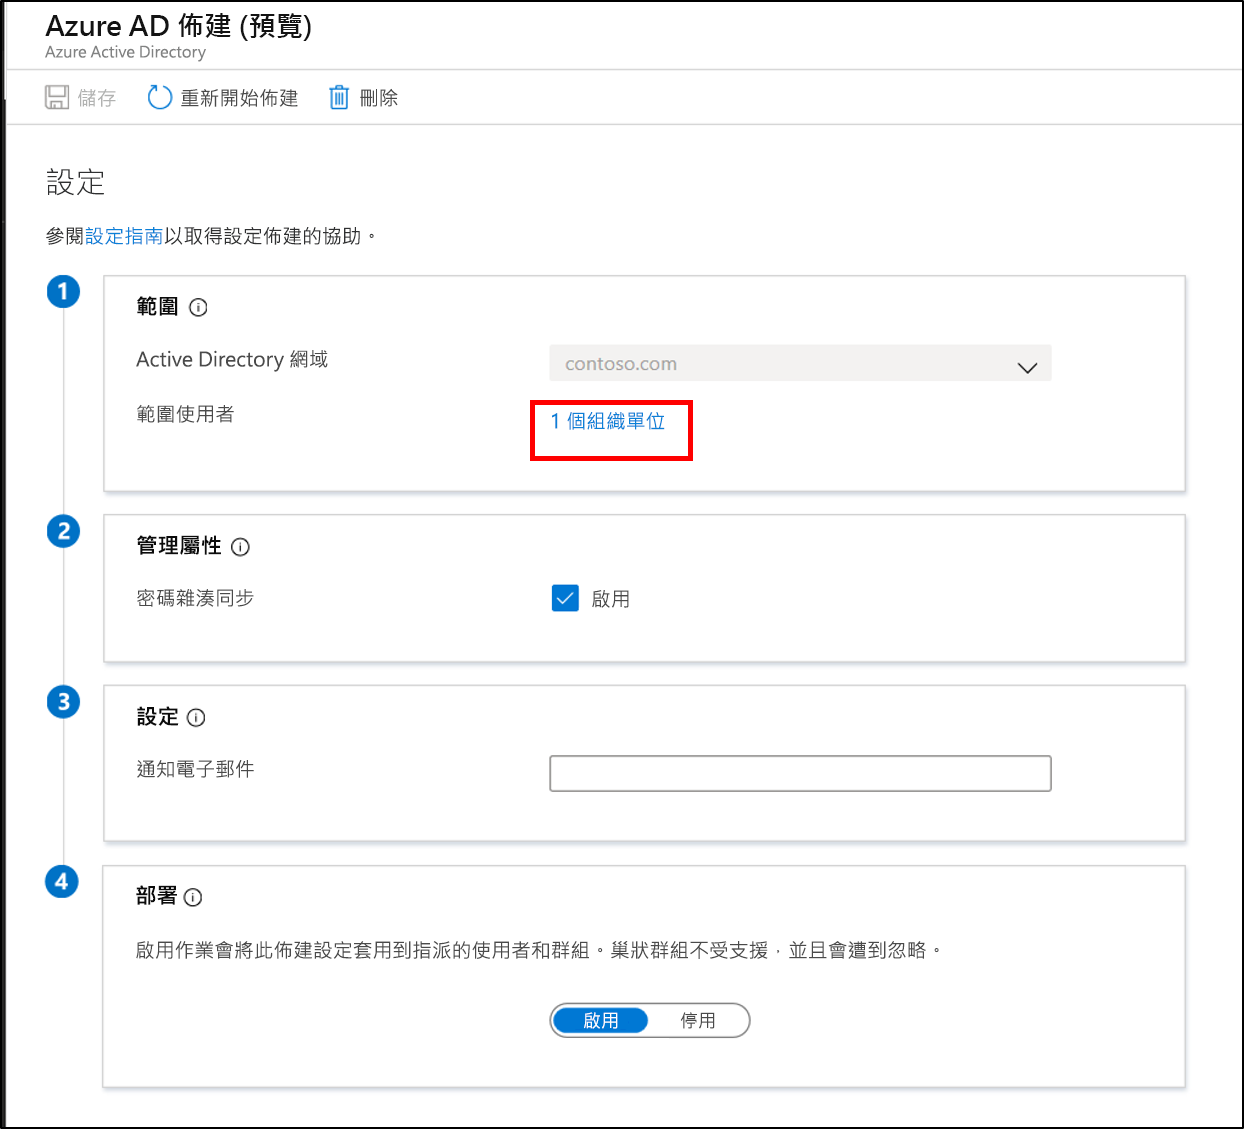 Azure AD 佈建 (預覽)
Azure Active Directory
儲存 重新開始佈建 刪除
設定
參閱設定指南以取得設定佈建的協助。
1
範圍
Active Directory 網域
contoso.com
範圍使用者
1 個組織單位
2
管理屬性
密碼雜湊同步
啟用
3
設定
通知電子郵件
4
部署
啟用作業會將此佈建設定套用到指派的使用者和群組。巢狀群組不受支援，並且會遭到忽略。
啟用 停用